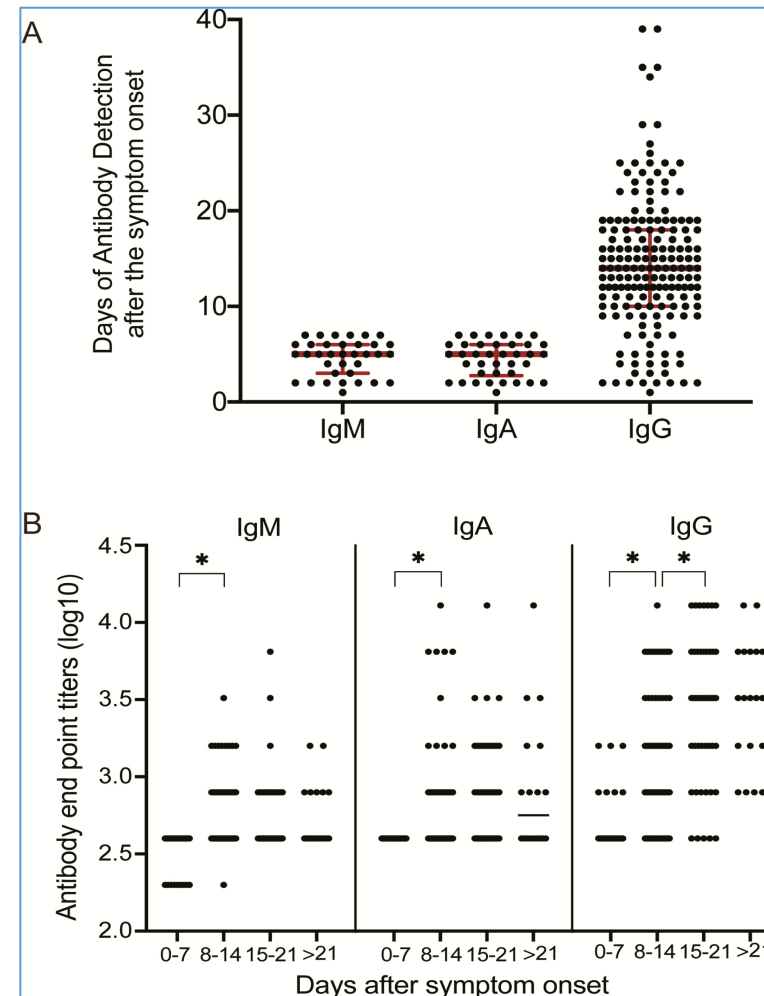 A
Days of Antibody Detection
after the symptom onset
40
30
20
10
0
IgM IgA IgG
B
IgM IgA IgG
Antibody end point titers (log10)
4.5
* * * *
4.0
3.5
3.0
2.5
2.0
0-7 8-14 15-21 >21 0-7 8-14 15-21 >21 0-7 8-14 15-21 >21
Days after symptom onset